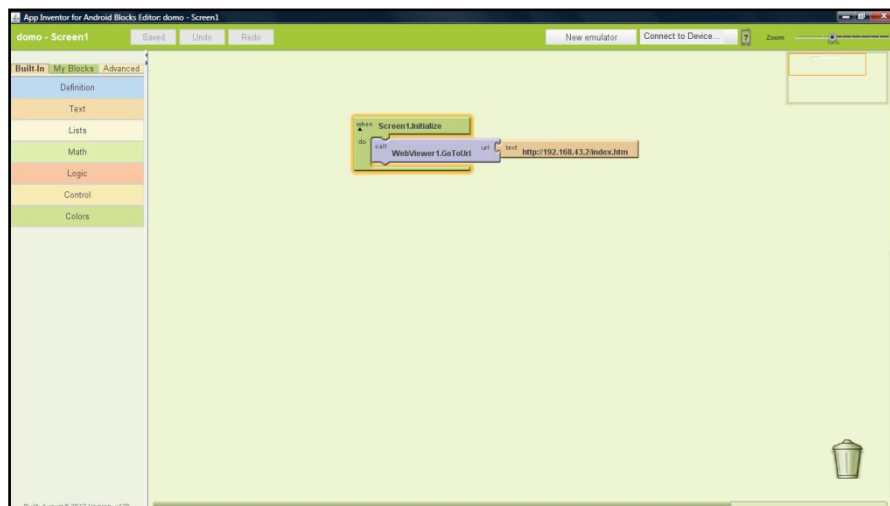 App Inventor for Android Blocks Editor: domo - Screen1
domo - Screen1 Saved Undo Redo New emulator Connect to Device... ? Zoom
Built-In My Blocks Advanced
Definition
Text
Lists
Math
Logic
Control
Colors
when Screen1.Initialize
do call WebViewer1.GoToUrl url text http://192.168.43.2/index.htm